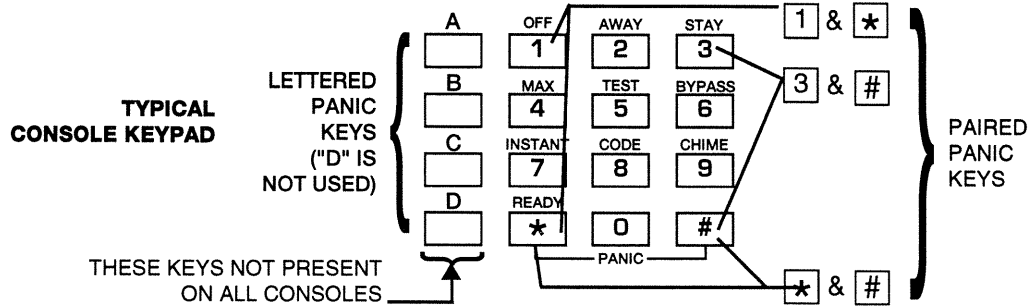 TYPICAL
CONSOLE KEYPAD
LETTERED
PANIC
KEYS
("D" IS
NOT USED)
A
B
C
D
OFF
AWAY
STAY
1
2
3
MAX
TEST
BYPASS
4
5
6
INSTANT
CODE
CHIME
7
8
9
READY
*
0
#
PANIC
1 & *
3 & #
* & #
PAIRED
PANIC
KEYS
THESE KEYS NOT PRESENT
ON ALL CONSOLES